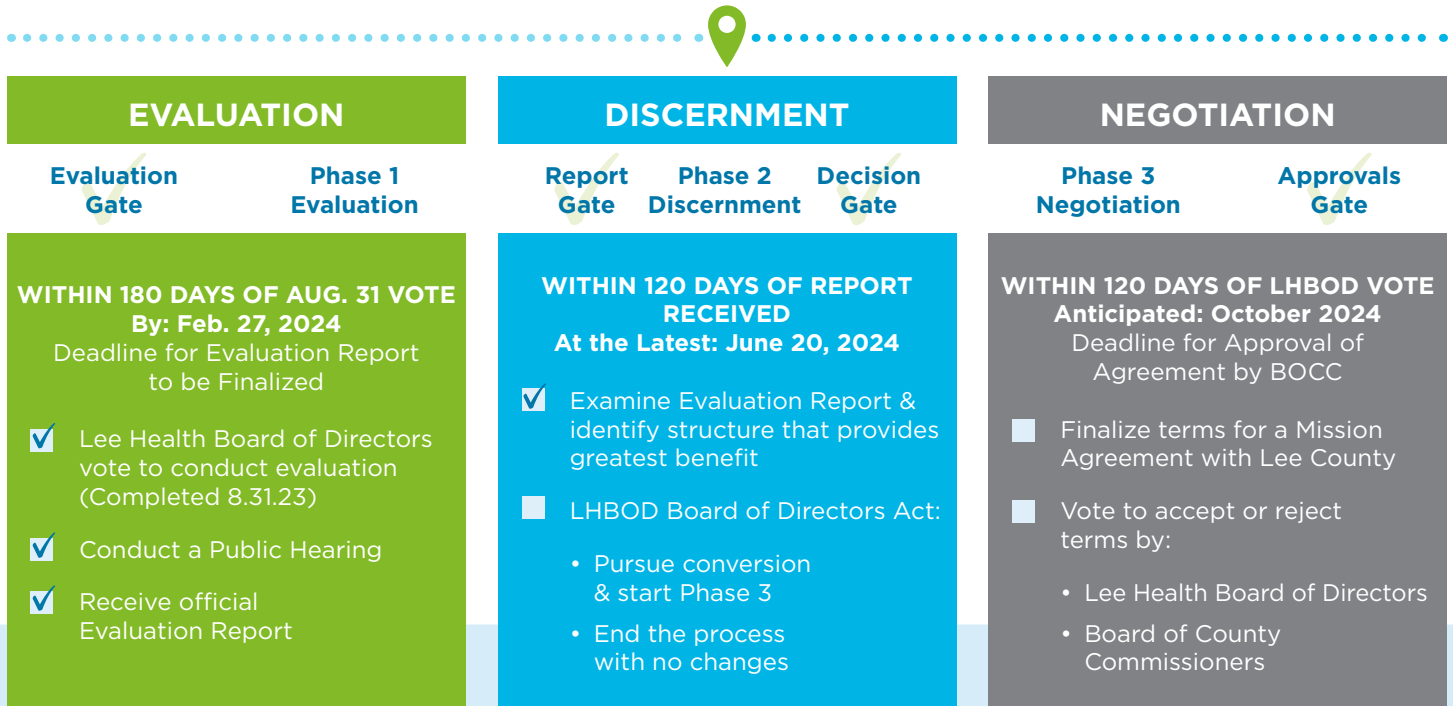 EVALUATION
Evaluation
Gate
Phase 1
Evaluation
WITHIN 180 DAYS OF AUG. 31 VOTE
By: Feb. 27, 2024
Deadline for Evaluation Report
to be Finalized
Lee Health Board of Directors
vote to conduct evaluation
(Completed 8.31.23)
Conduct a Public Hearing
Receive official
Evaluation Report
DISCERNMENT
Report
Gate
Phase 2
Discernment
Decision
Gate
WITHIN 120 DAYS OF REPORT
RECEIVED
At the Latest: June 20, 2024
Examine Evaluation Report &
identify structure that provides
greatest benefit
LHBOD Board of Directors Act:
• Pursue conversion
& start Phase 3
• End the process
with no changes
NEGOTIATION
Phase 3
Negotiation
Approvals
Gate
WITHIN 120 DAYS OF LHBOD VOTE
Anticipated: October 2024
Deadline for Approval of
Agreement by BOCC
Finalize terms for a Mission
Agreement with Lee County
Vote to accept or reject
terms by:
• Lee Health Board of Directors
• Board of County
Commissioners